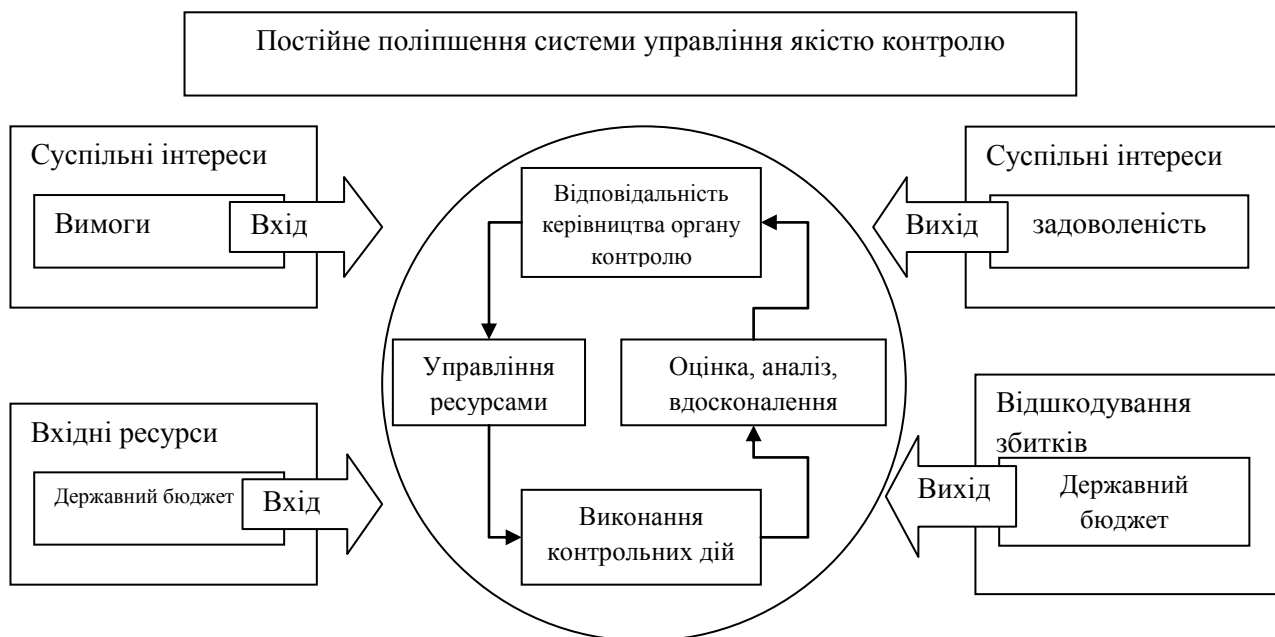 Постійне поліпшення системи управління якістю контролю
Суспільні інтереси
Вимоги
Вхід
Відповідальність
керівництва органу
контролю
Суспільні інтереси
Вихід
задоволеність
Управління
ресурсами
Оцінка, аналіз,
вдосконалення
Вхідні ресурси
Державний бюджет
Вхід
Виконання
контрольних дій
Відшкодування
збитків
Вихід
Державний
бюджет